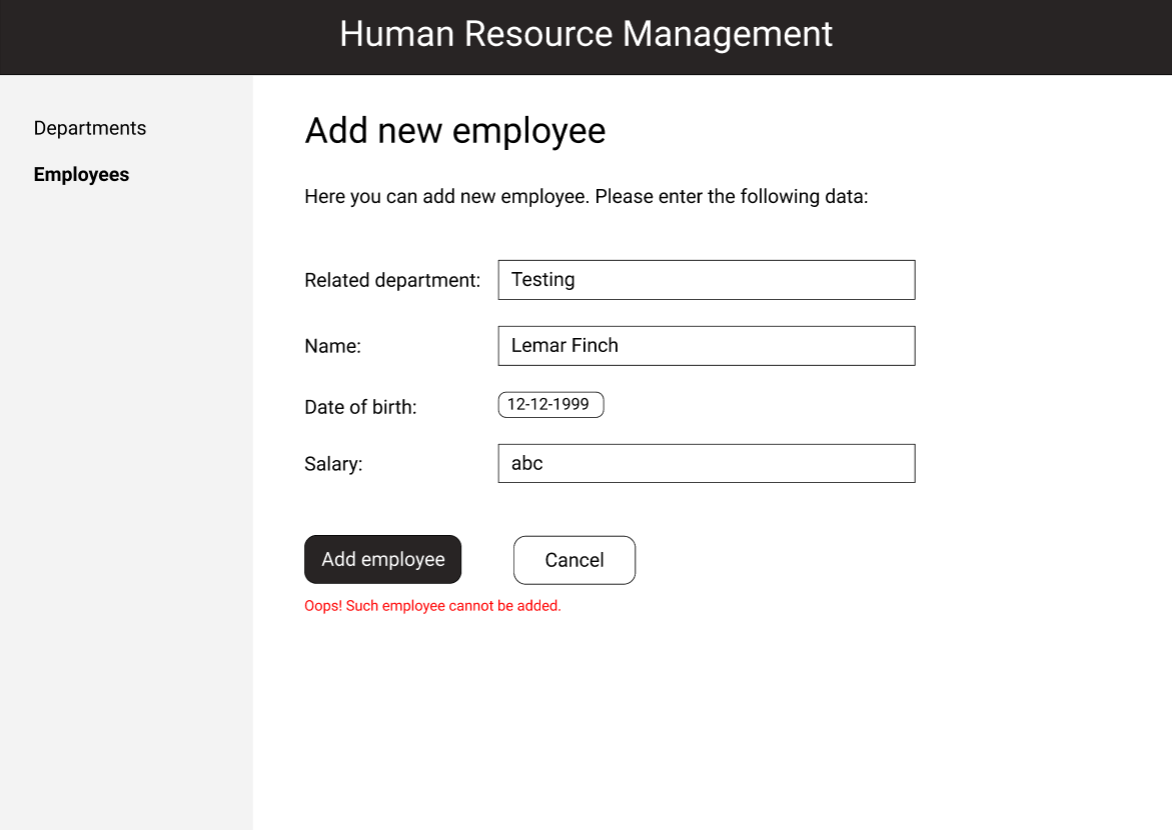 Human Resource Management
Departments
Employees
Add new employee
Here you can add new employee. Please enter the following data:
Related department: Testing
Name: Lemar Finch
Date of birth: 12-12-1999
Salary: abc
Add employee Cancel
Oops! Such employee cannot be added.